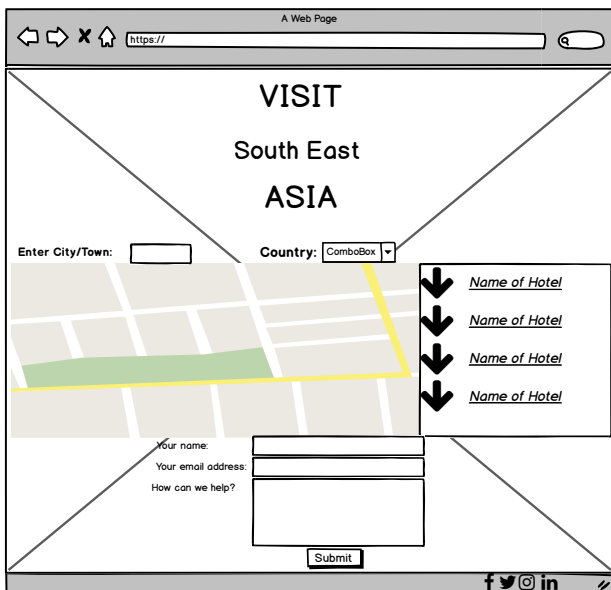 A Web Page
https://
VISIT
South East
ASIA
Enter City/Town:
Country: ComboBox
Name of Hotel
Name of Hotel
Name of Hotel
Name of Hotel
Your name:
Your email address:
How can we help?
Submit